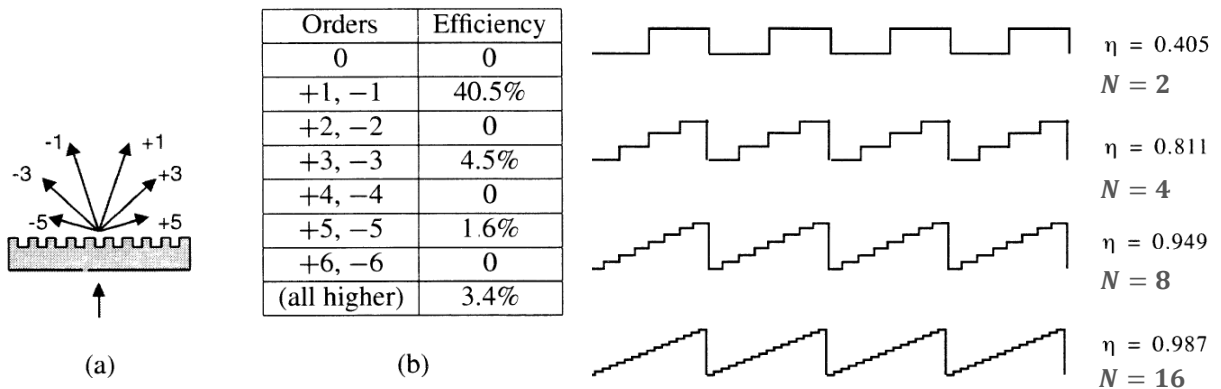 -1
+1
-3
+3
-5
+5
(a)
Orders Efficiency
0 0
+1, −1 40.5%
+2, −2 0
+3, −3 4.5%
+4, −4 0
+5, −5 1.6%
+6, −6 0
(all higher) 3.4%
(b)
η = 0.405
N = 2
η = 0.811
N = 4
η = 0.949
N = 8
η = 0.987
N = 16